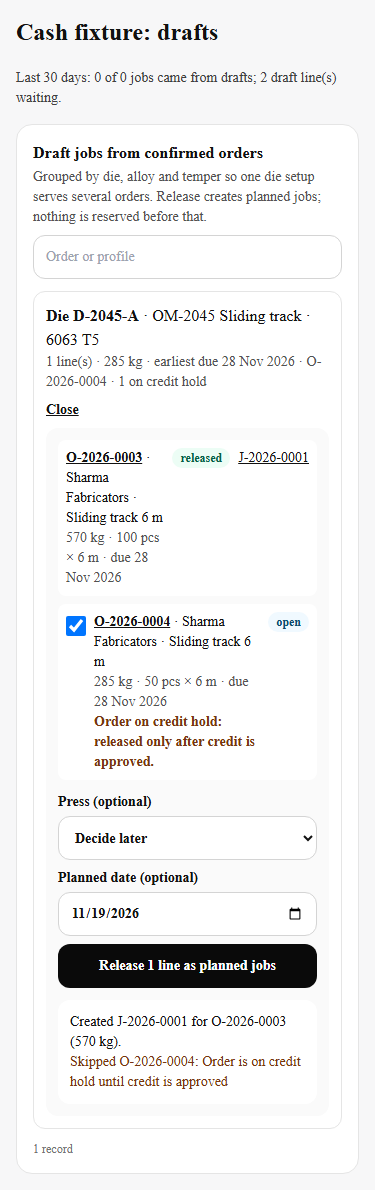 Cash fixture: drafts
Last 30 days: 0 of 0 jobs came from drafts; 2 draft line(s)
waiting.
Draft jobs from confirmed orders
Grouped by die, alloy and temper so one die setup
serves several orders. Release creates planned jobs;
nothing is reserved before that.
Order or profile
Die D-2045-A · OM-2045 Sliding track ·
6063 T5
1 line(s) · 285 kg · earliest due 28 Nov 2026 · O-
2026-0004 · 1 on credit hold
Close
O-2026-0003 · released J-2026-0001
Sharma
Fabricators ·
Sliding track 6 m
570 kg · 100 pcs
× 6 m · due 28
Nov 2026
O-2026-0004 · Sharma open
Fabricators · Sliding track 6
m
285 kg · 50 pcs × 6 m · due
28 Nov 2026
Order on credit hold:
released only after credit is
approved.
Press (optional)
Decide later
Planned date (optional)
11/19/2026
Release 1 line as planned jobs
Created J-2026-0001 for O-2026-0003
(570 kg).
Skipped O-2026-0004: Order is on credit
hold until credit is approved
1 record